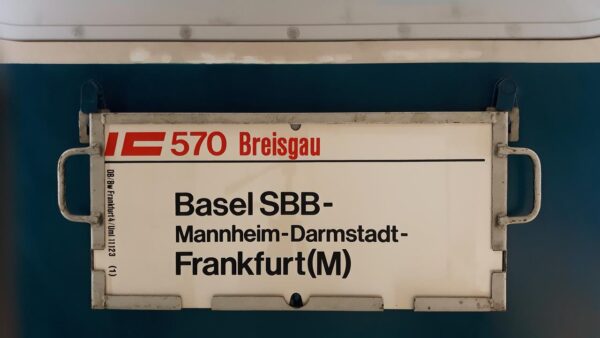 IC 570 Breisgau
Basel SBB-
Mannheim-Darmstadt-
Frankfurt(M)